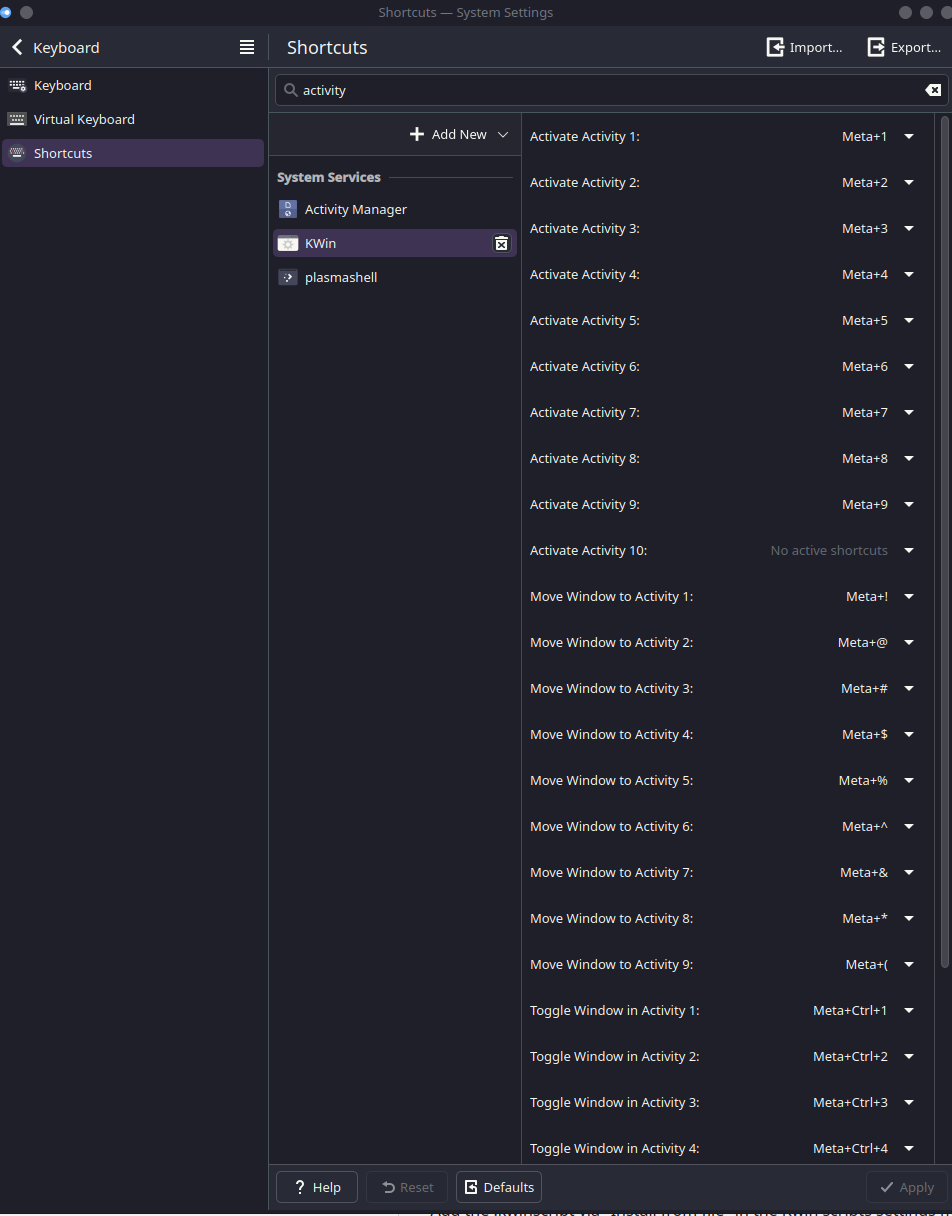 Shortcuts — System Settings
Keyboard
Shortcuts
Import...
Export...
Keyboard
Virtual Keyboard
Shortcuts
activity
Add New
System Services
Activity Manager
KWin
plasmashell
Activate Activity 1: Meta+1
Activate Activity 2: Meta+2
Activate Activity 3: Meta+3
Activate Activity 4: Meta+4
Activate Activity 5: Meta+5
Activate Activity 6: Meta+6
Activate Activity 7: Meta+7
Activate Activity 8: Meta+8
Activate Activity 9: Meta+9
Activate Activity 10: No active shortcuts
Move Window to Activity 1: Meta+!
Move Window to Activity 2: Meta+@
Move Window to Activity 3: Meta+#
Move Window to Activity 4: Meta+$
Move Window to Activity 5: Meta+%
Move Window to Activity 6: Meta+^
Move Window to Activity 7: Meta+&
Move Window to Activity 8: Meta+*
Move Window to Activity 9: Meta+(
Toggle Window in Activity 1: Meta+Ctrl+1
Toggle Window in Activity 2: Meta+Ctrl+2
Toggle Window in Activity 3: Meta+Ctrl+3
Toggle Window in Activity 4: Meta+Ctrl+4
? Help
Reset
Defaults
Apply